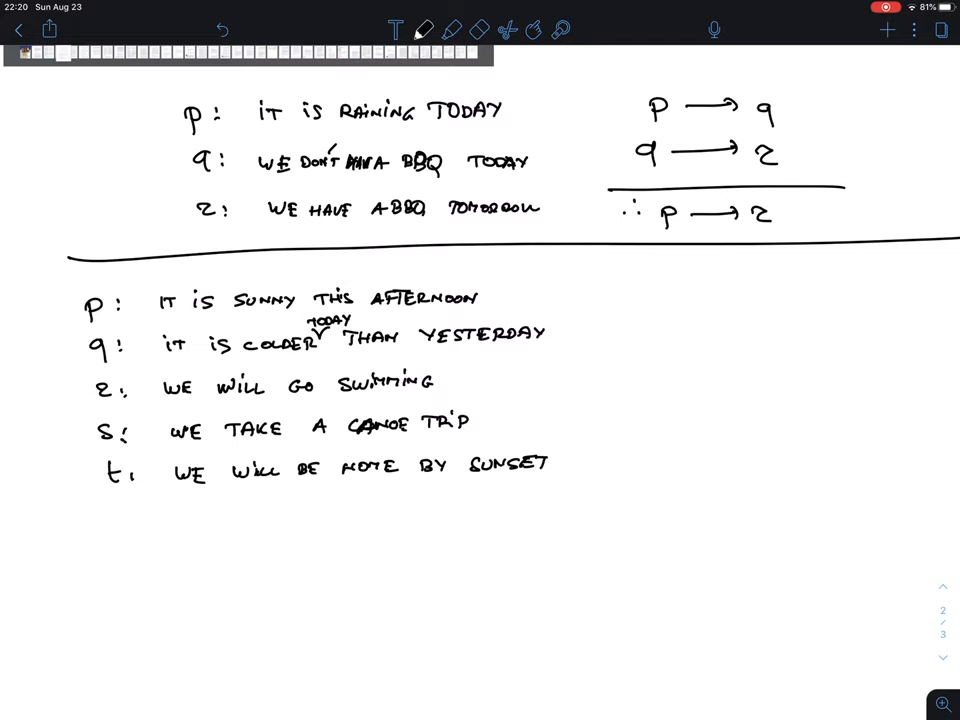 22:20 Sun Aug 23 81%
p: IT IS RAINING TODAY p → q
q: WE DON'T HAVE A BBQ TODAY q → r
r: WE HAVE A BBQ TOMORROW ∴ p → r
p: IT IS SUNNY THIS AFTERNOON
TODAY
q: IT IS COLDER THAN YESTERDAY
r: WE WILL GO SWIMMING
s: WE TAKE A CANOE TRIP
t: WE WILL BE HOME BY SUNSET
2
/
3